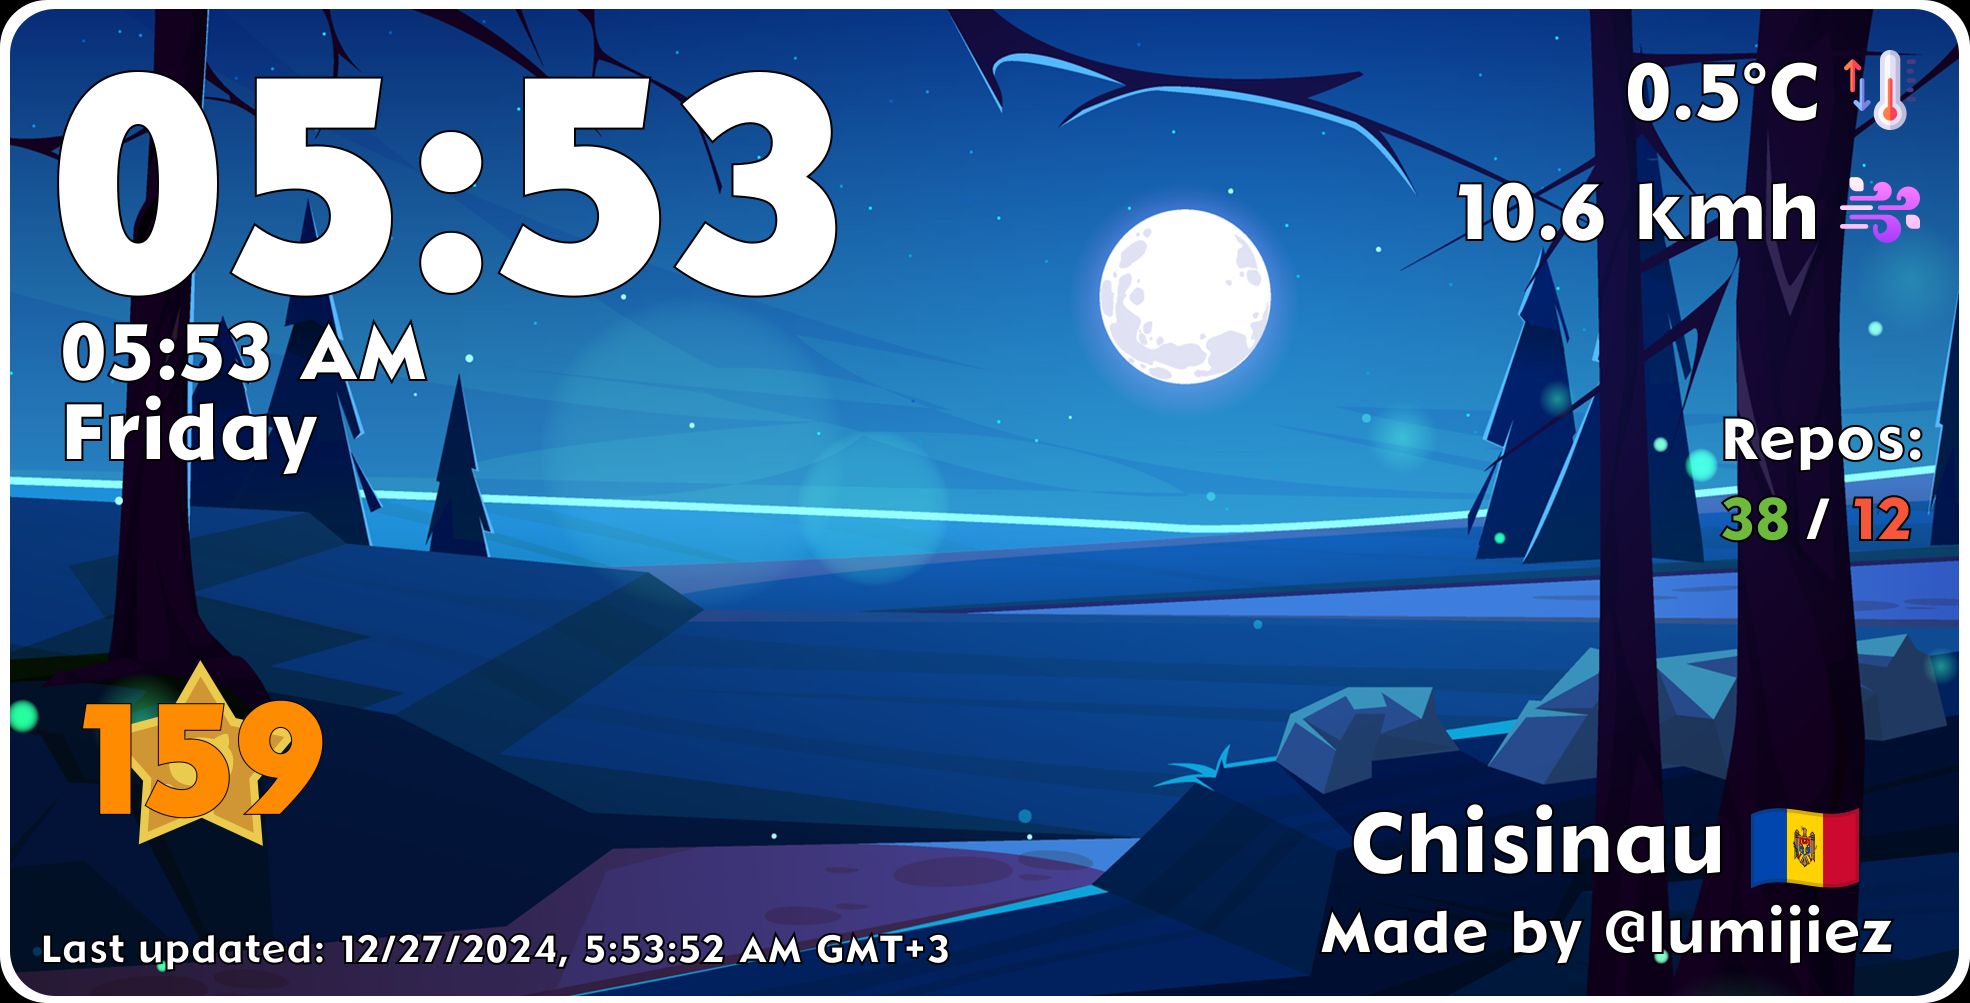 05:53
05:53 AM
Friday
0.5°C
10.6 kmh
Repos:
38 / 12
159
Chisinau
Made by @lumijiez
Last updated: 12/27/2024, 5:53:52 AM GMT+3